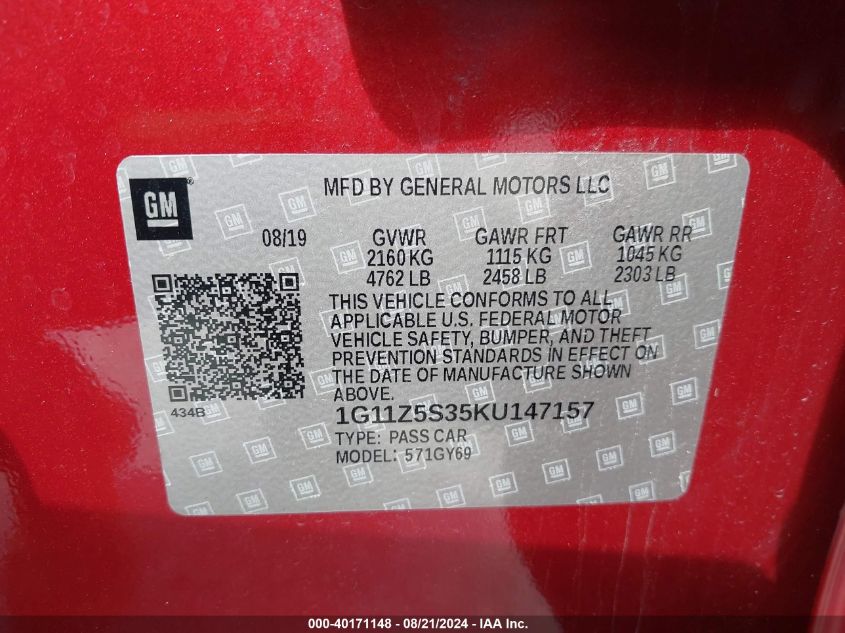 GM
MFD BY GENERAL MOTORS LLC
08/19 GVWR GAWR FRT GAWR RR
2160 KG 1115 KG 1045 KG
4762 LB 2458 LB 2303 LB
THIS VEHICLE CONFORMS TO ALL
APPLICABLE U.S. FEDERAL MOTOR
VEHICLE SAFETY, BUMPER, AND THEFT
PREVENTION STANDARDS IN EFFECT ON
THE DATE OF MANUFACTURE SHOWN
ABOVE.
434B
1G11Z5S35KU147157
TYPE: PASS CAR
MODEL: 571GY69
000-40171148 - 08/21/2024 - IAA Inc.